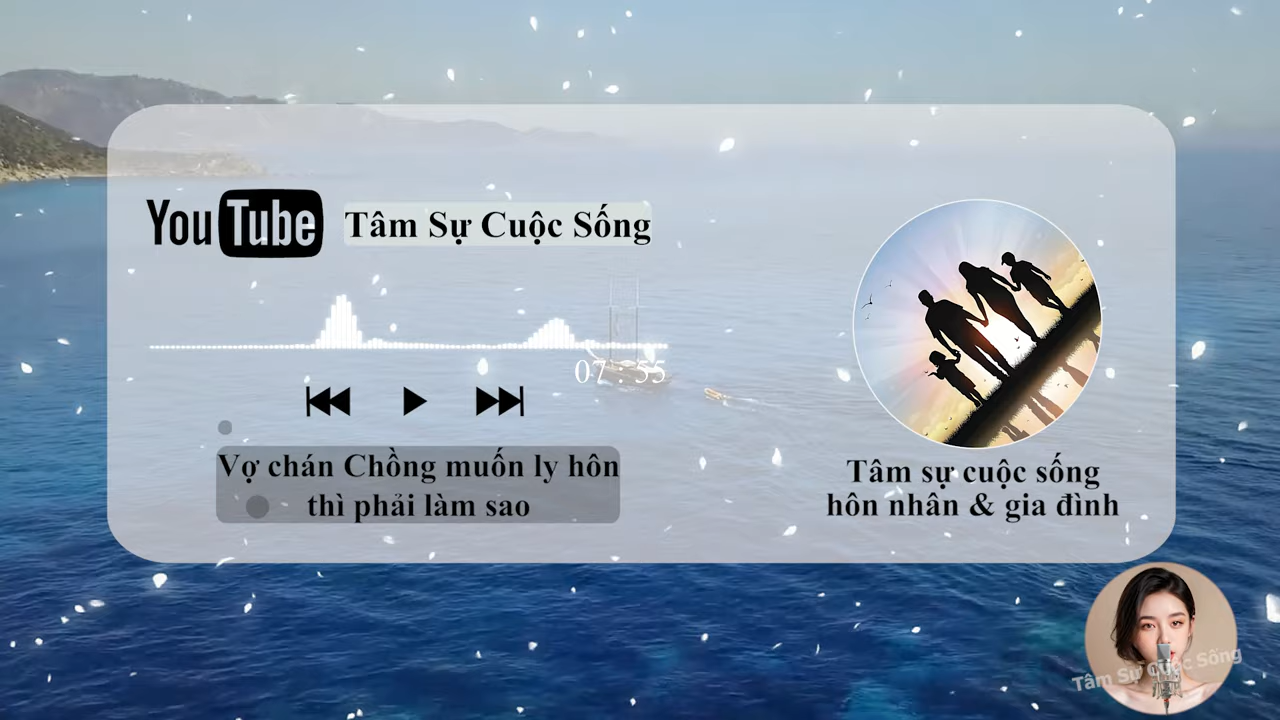 YouTube Tâm Sự Cuộc Sống
07 : 55
Vợ chán Chồng muốn ly hôn
thì phải làm sao
Tâm sự cuộc sống
hôn nhân & gia đình
Tâm Sự Cuộc Sống